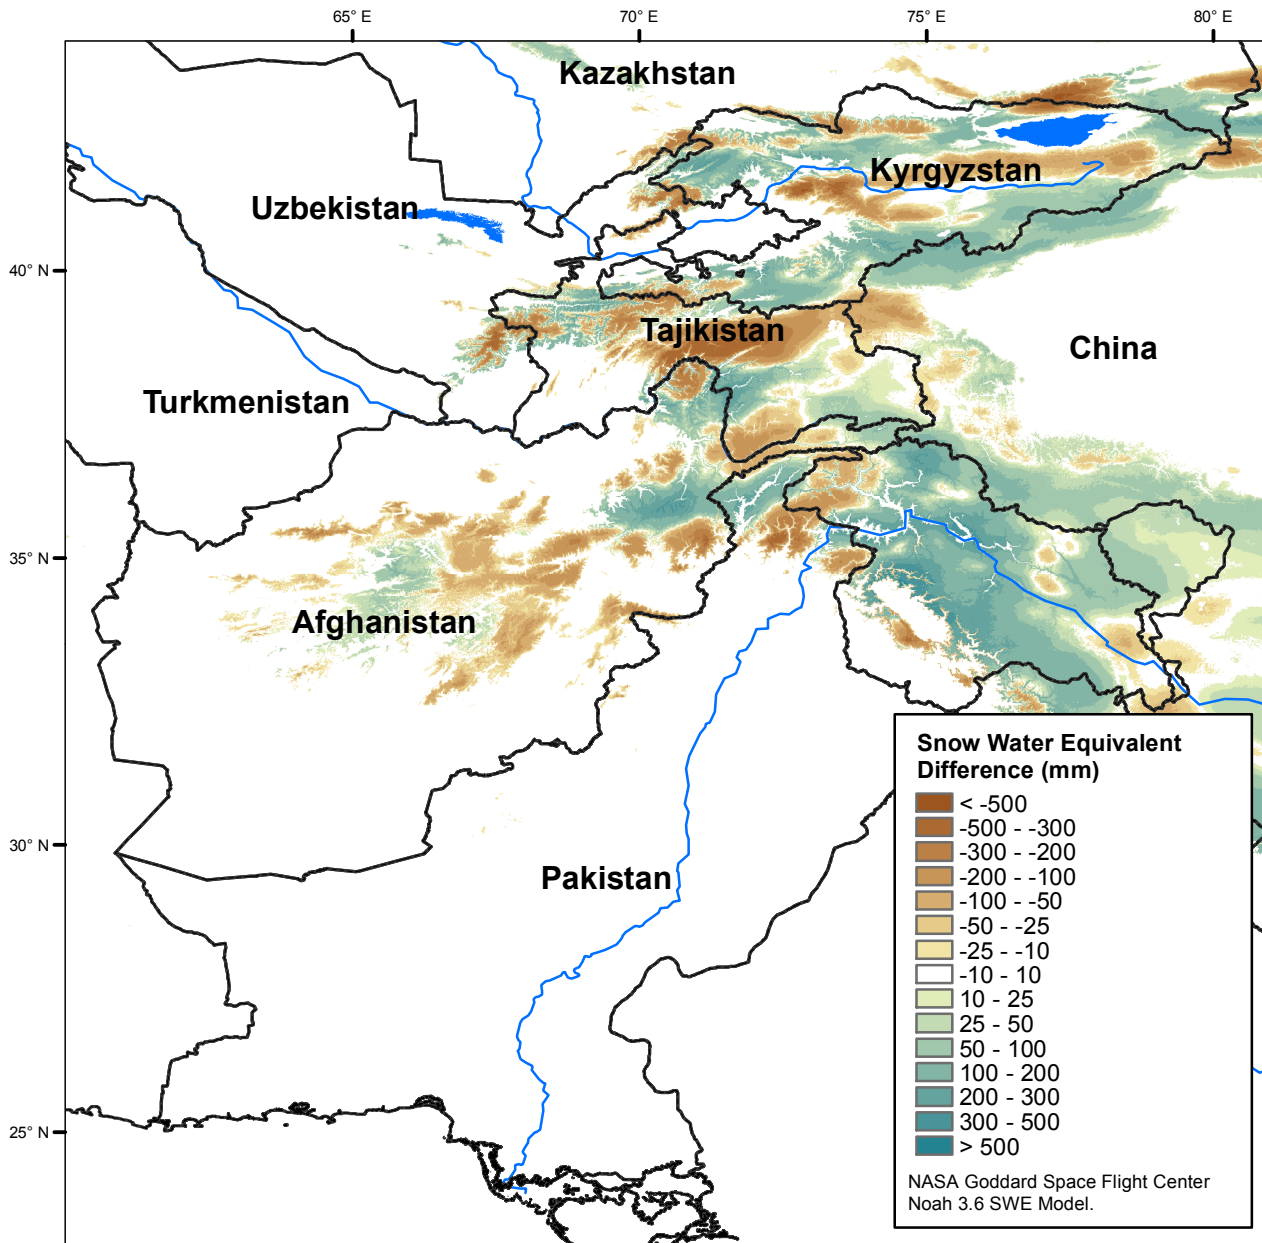 65° E
70° E
75° E
80° E
Kazakhstan
Kyrgyzstan
Uzbekistan
40° N
Tajikistan
China
Turkmenistan
35° N
Afghanistan
Snow Water Equivalent
Difference (mm)
< -500
-500 - -300
-300 - -200
-200 - -100
-100 - -50
-50 - -25
-25 - -10
-10 - 10
10 - 25
25 - 50
50 - 100
100 - 200
200 - 300
300 - 500
> 500
NASA Goddard Space Flight Center
Noah 3.6 SWE Model.
30° N
Pakistan
25° N